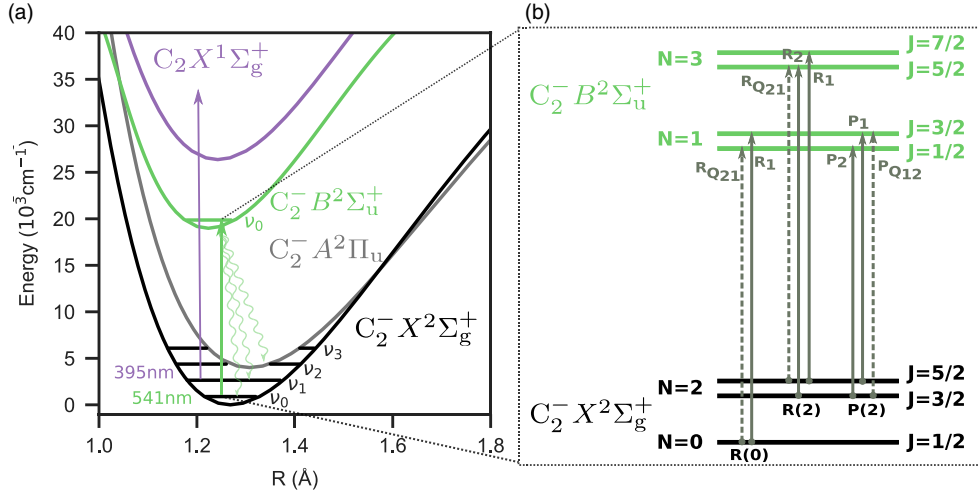 (a)
40
35
30
25
20
15
10
5
0
Energy (10³cm⁻¹)
1.0 1.2 1.4 1.6 1.8
R (Å)
C₂ X¹Σg⁺
C₂⁻ B²Σu⁺
ν₀
C₂⁻ A²Πu
C₂⁻ X²Σg⁺
ν₃
ν₂
ν₁
ν₀
395nm
541nm
(b)
C₂⁻ B²Σu⁺
N=3
J=7/2
J=5/2
RQ21
R2
R1
N=1
J=3/2
J=1/2
RQ21
R1
P2
P1
PQ12
C₂⁻ X²Σg⁺
N=2
J=5/2
J=3/2
R(2)
P(2)
N=0
J=1/2
R(0)